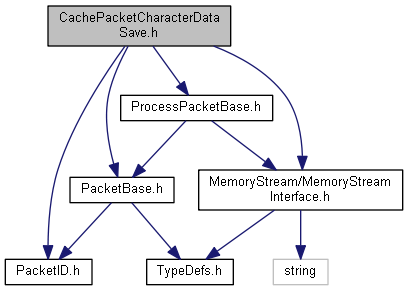 CachePacketCharacterData
Save.h
ProcessPacketBase.h
PacketBase.h
MemoryStream/MemoryStream
Interface.h
PacketID.h
TypeDefs.h
string